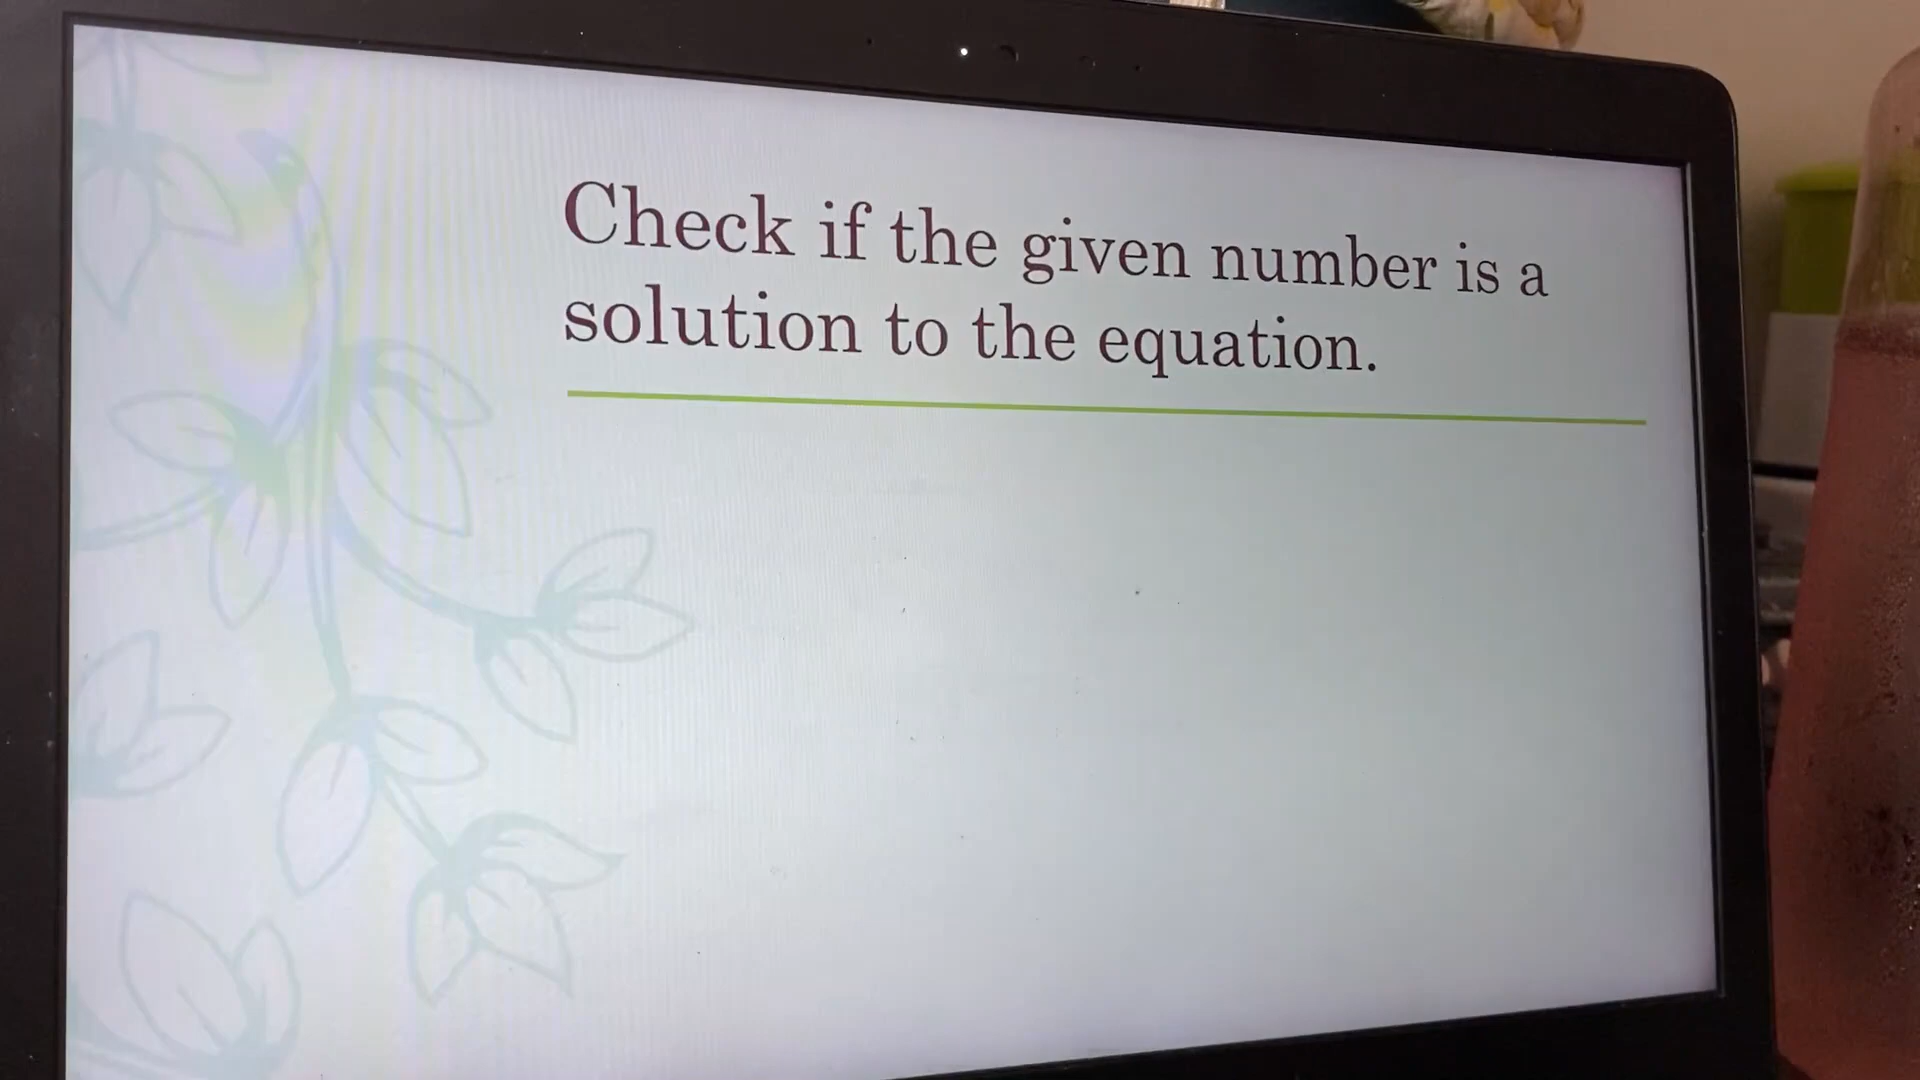 Check if the given number is a
solution to the equation.